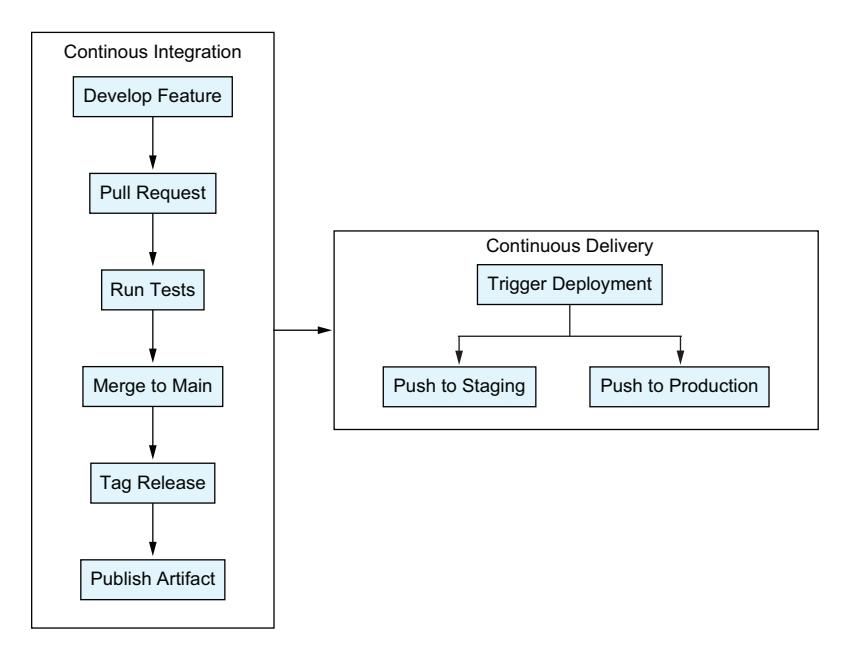 Continous Integration
Develop Feature
Pull Request
Run Tests
Merge to Main
Tag Release
Publish Artifact
Continuous Delivery
Trigger Deployment
Push to Staging
Push to Production